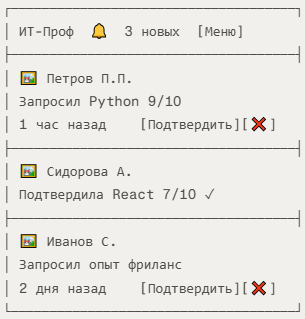 ИТ-Проф 🔔 3 новых [Меню]
🖼️ Петров П.П.
Запросил Python 9/10
1 час назад [Подтвердить][❌]
🖼️ Сидорова А.
Подтвердила React 7/10 ✓
🖼️ Иванов С.
Запросил опыт фриланс
2 дня назад [Подтвердить][❌]